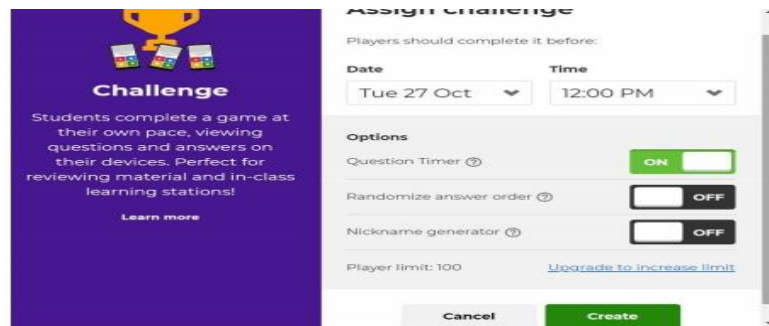 Challenge
Students complete a game at
their own pace, viewing
questions and answers on
their devices. Perfect for
reviewing material and in-class
learning stations!
Learn more
Assign challenge
Players should complete it before:
Date Time
Tue 27 Oct 12:00 PM
Options
Question Timer ON
Randomize answer order OFF
Nickname generator OFF
Player limit: 100 Upgrade to increase limit
Cancel Create